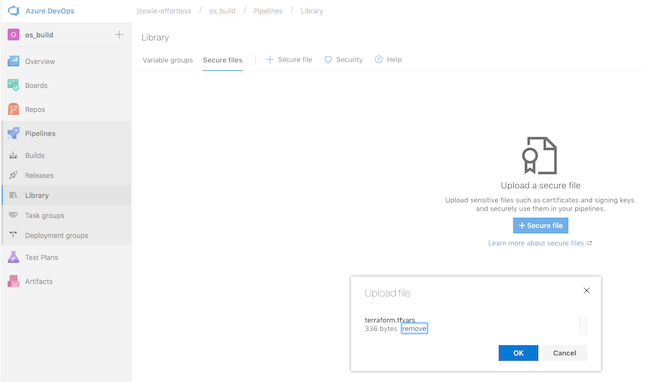 Azure DevOps
jcowie-effortless / os_build / Pipelines / Library
O os_build +
Overview
Boards
Repos
Pipelines
Builds
Releases
Library
Task groups
Deployment groups
Test Plans
Artifacts
Library
Variable groups Secure files + Secure file Security ? Help
Upload a secure file
Upload sensitive files such as certificates and signing keys
and securely use them in your pipelines.
+ Secure file
Learn more about secure files.
Upload file
terraform.tfvars
336 bytes remove
OK Cancel